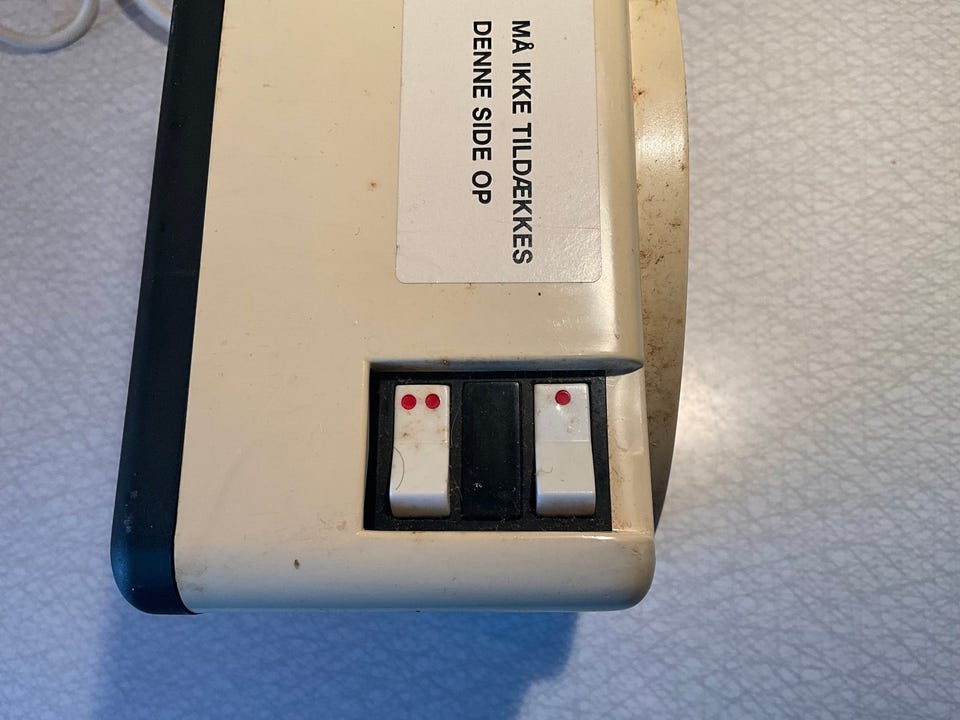 MÅ IKKE TILDÆKKES
DENNE SIDE OP